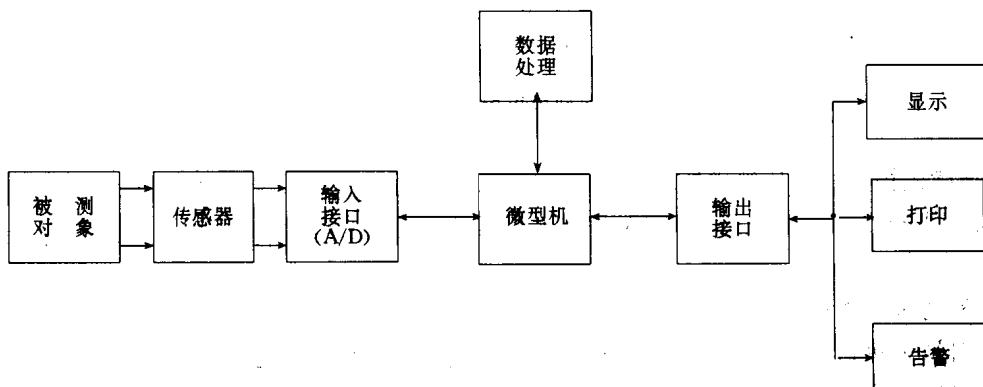 数据
处理
显示
被 测
对 象
传感器
输入
接口
(A/D)
微型机
输出
接口
打印
告警